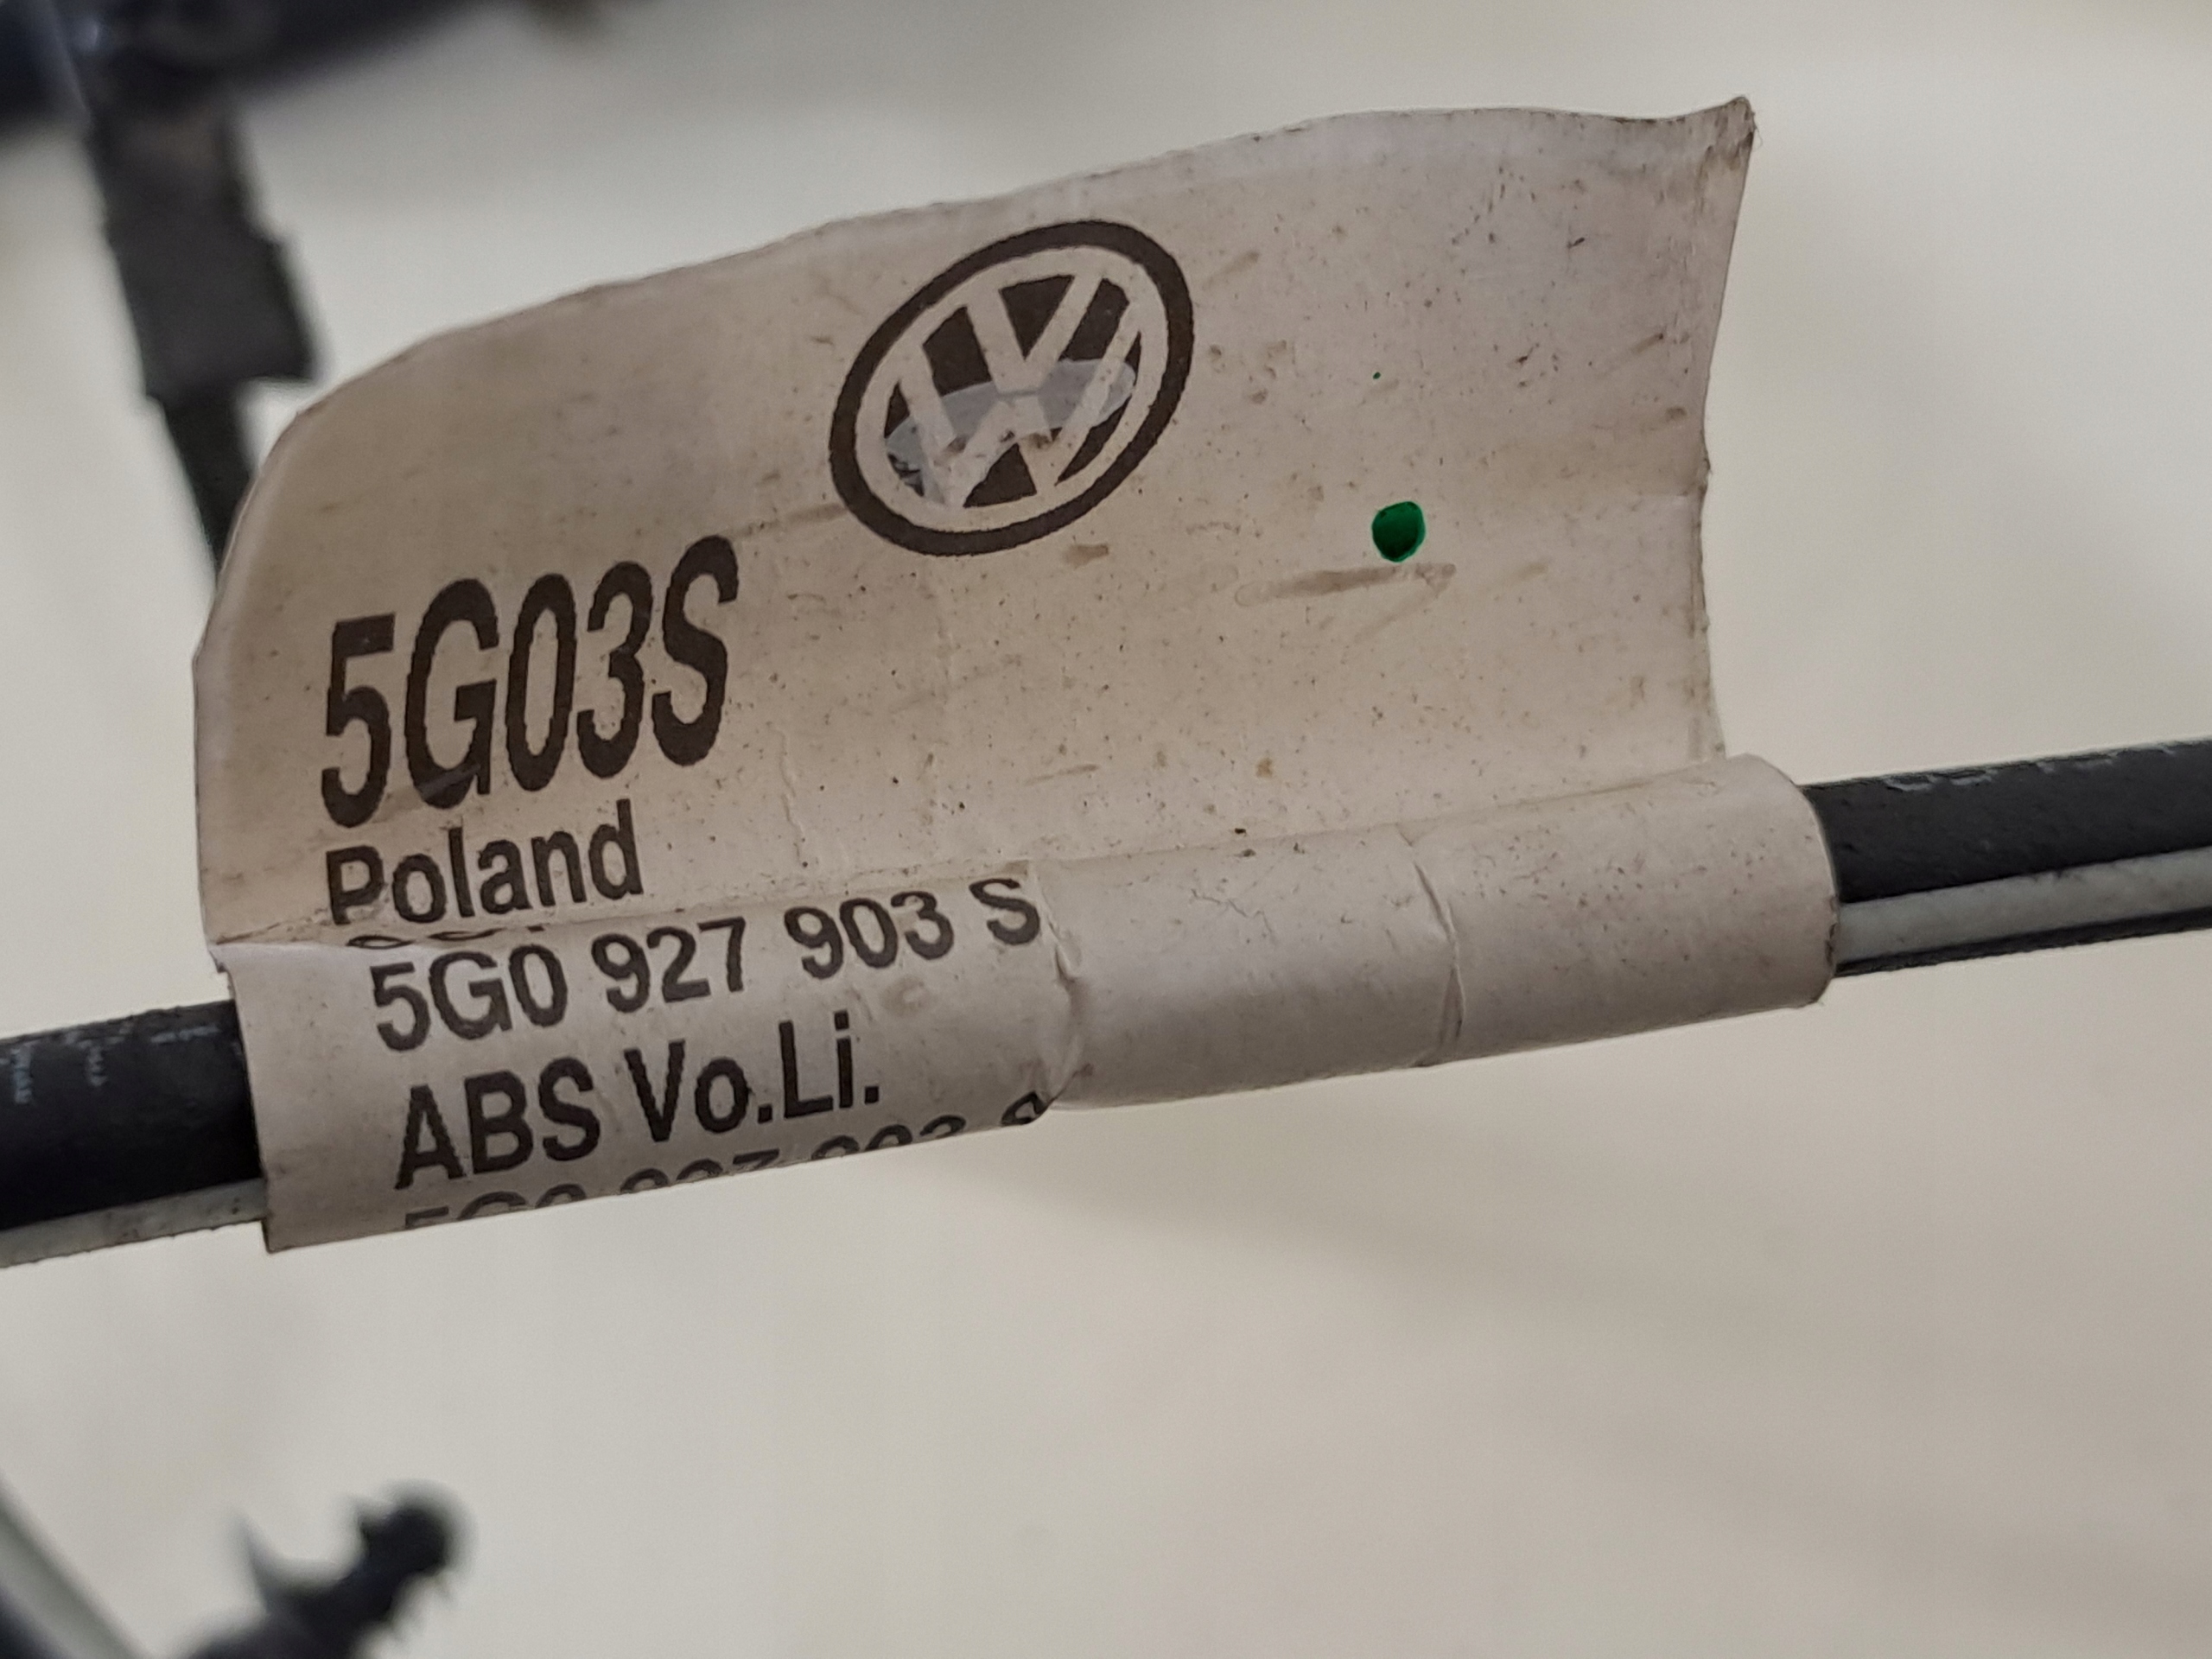 5G03S
Poland
5G0 927 903 S
ABS Vo.Li.